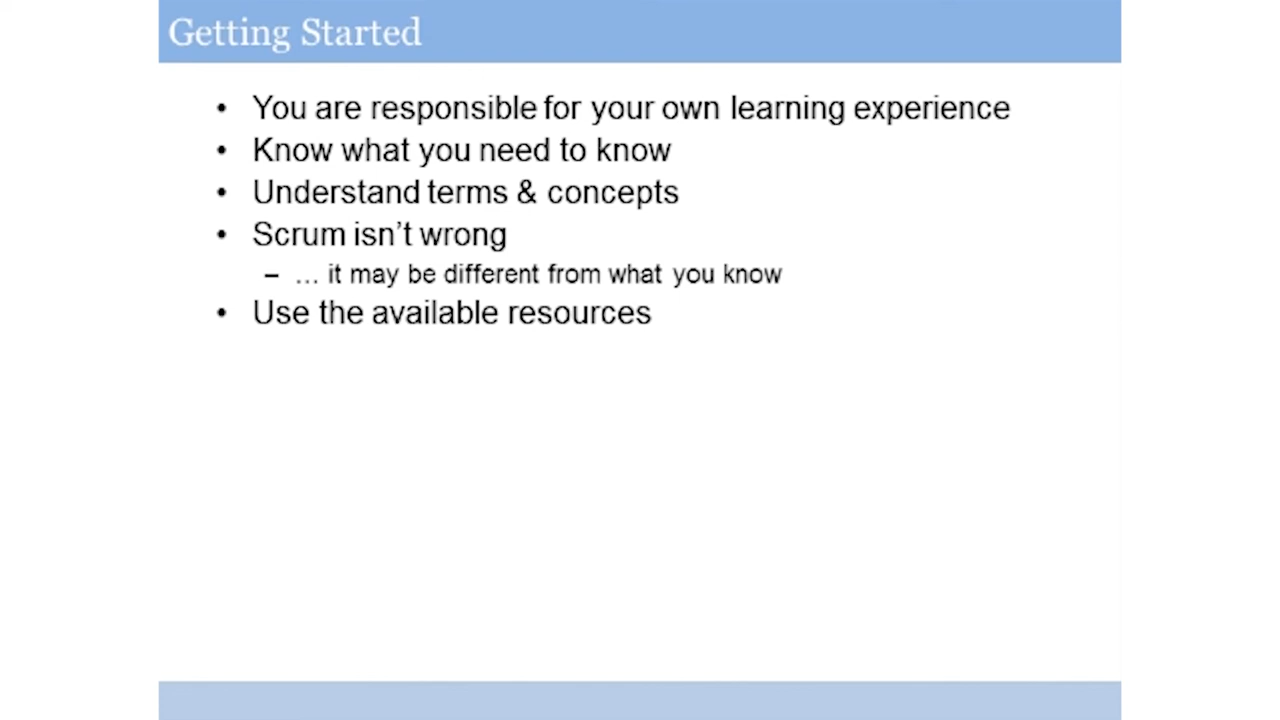 Getting Started
• You are responsible for your own learning experience
• Know what you need to know
• Understand terms & concepts
• Scrum isn’t wrong
– … it may be different from what you know
• Use the available resources